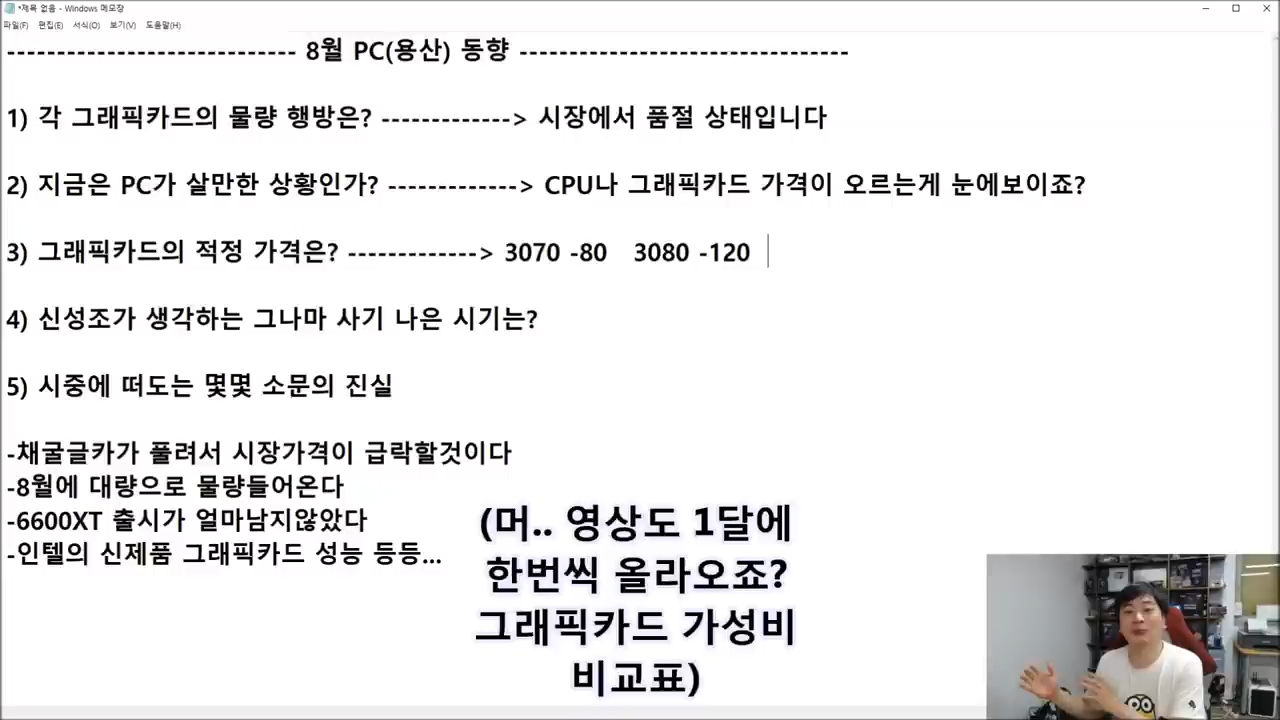 *제목 없음 - Windows 메모장
파일(F) 편집(E) 서식(O) 보기(V) 도움말(H)
--------------------------- 8월 PC(용산) 동향 -------------------------------
1) 각 그래픽카드의 물량 행방은? -------------> 시장에서 품절 상태입니다
2) 지금은 PC가 살만한 상황인가? -------------> CPU나 그래픽카드 가격이 오르는게 눈에보이죠?
3) 그래픽카드의 적정 가격은? -------------> 3070 -80 3080 -120
4) 신성조가 생각하는 그나마 사기 나은 시기는?
5) 시중에 떠도는 몇몇 소문의 진실
-채굴글카가 풀려서 시장가격이 급락할것이다
-8월에 대량으로 물량들어온다
-6600XT 출시가 얼마남지않았다
-인텔의 신제품 그래픽카드 성능 등등...
(머.. 영상도 1달에
한번씩 올라오죠?
그래픽카드 가성비
비교표)